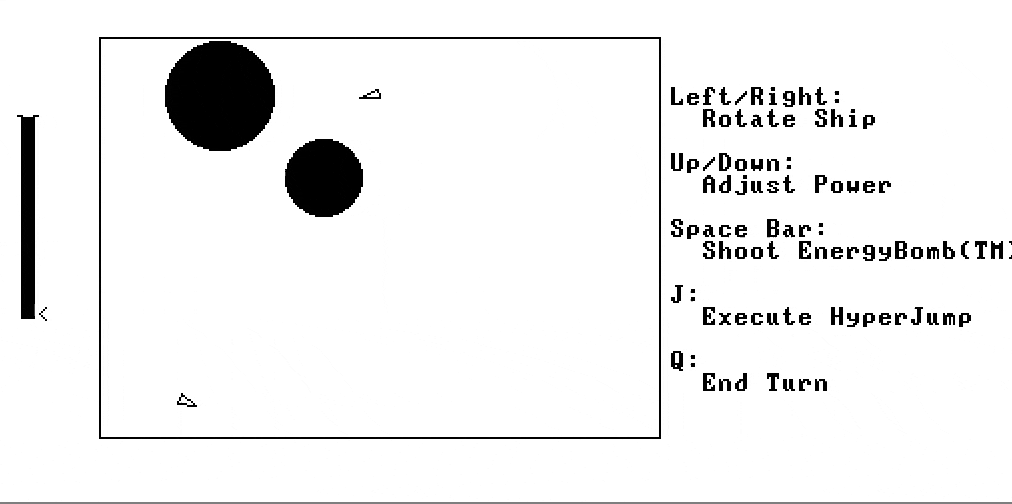 Left/Right:
Rotate Ship
Up/Down:
Adjust Power
Space Bar:
Shoot EnergyBomb(TM)
J:
Execute HyperJump
Q:
End Turn